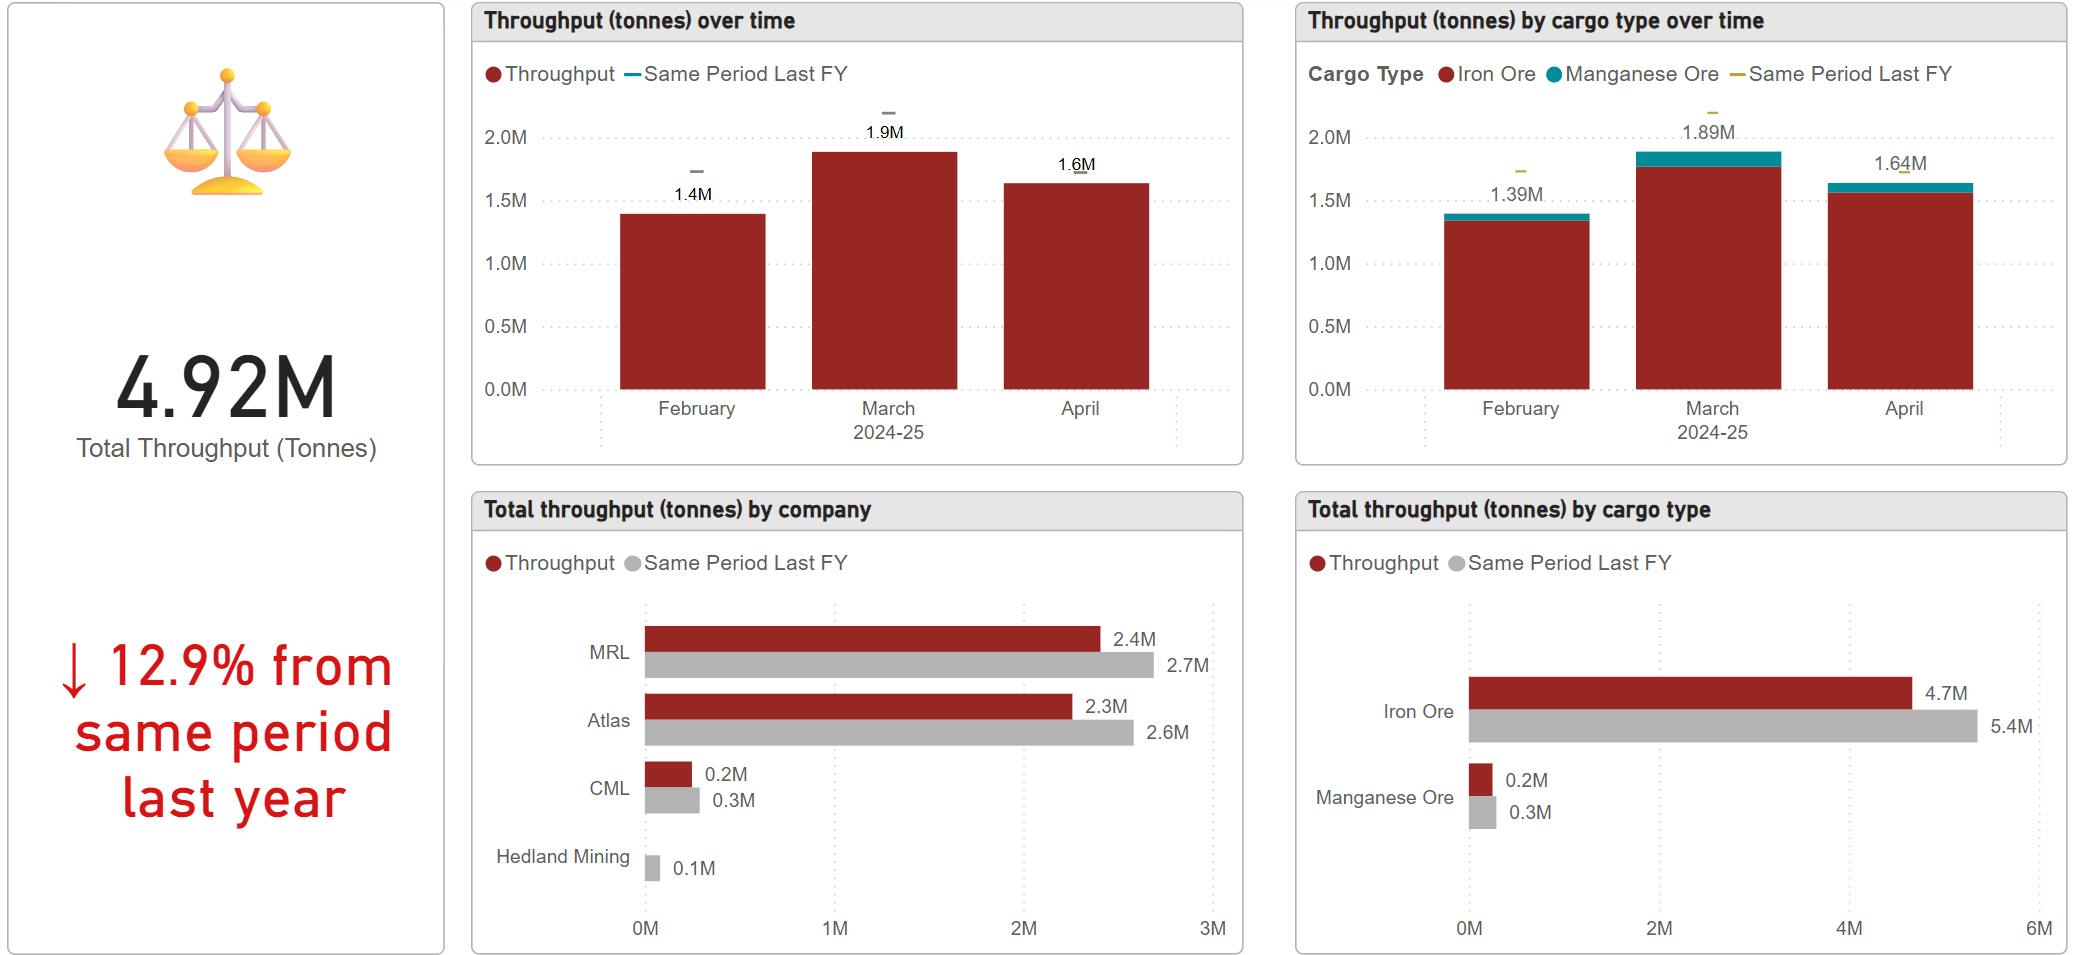 4.92M
Total Throughput (Tonnes)
↓ 12.9% from
same period
last year
Throughput (tonnes) over time
Throughput Same Period Last FY
2.0M
1.5M
1.0M
0.5M
0.0M
1.4M
1.9M
1.6M
February March April
2024-25
Throughput (tonnes) by cargo type over time
Cargo Type Iron Ore Manganese Ore Same Period Last FY
2.0M
1.5M
1.0M
0.5M
0.0M
1.39M
1.89M
1.64M
February March April
2024-25
Total throughput (tonnes) by company
Throughput Same Period Last FY
MRL 2.4M
2.7M
Atlas 2.3M
2.6M
CML 0.2M
0.3M
Hedland Mining 0.1M
0M 1M 2M 3M
Total throughput (tonnes) by cargo type
Throughput Same Period Last FY
Iron Ore 4.7M
5.4M
Manganese Ore 0.2M
0.3M
0M 2M 4M 6M